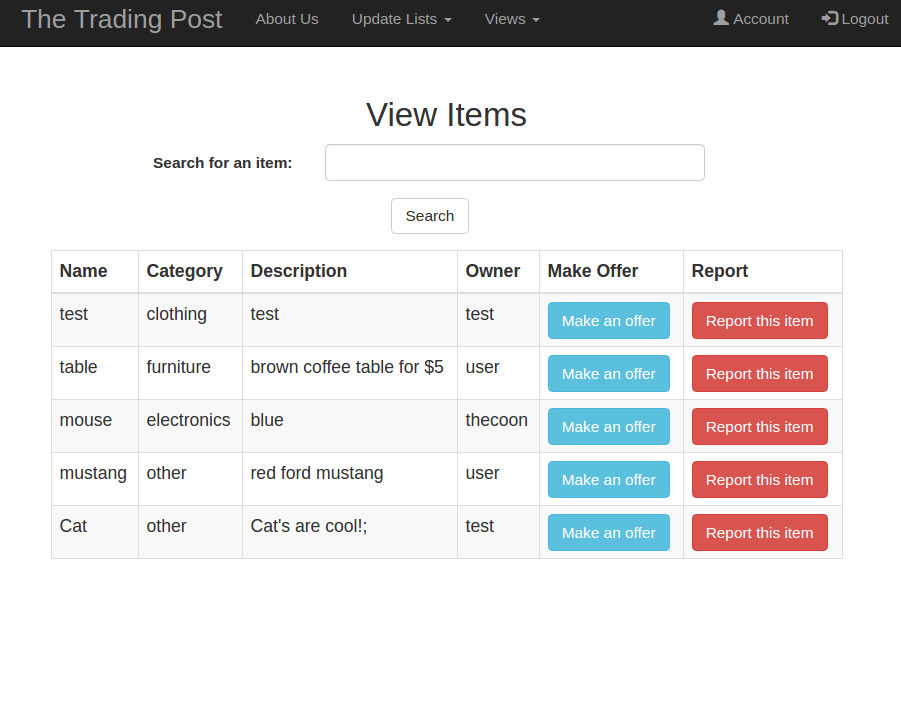 The Trading Post About Us Update Lists Views Account Logout
View Items
Search for an item:
Search
Name Category Description Owner Make Offer Report
test clothing test test Make an offer Report this item
table furniture brown coffee table for $5 user Make an offer Report this item
mouse electronics blue thecoon Make an offer Report this item
mustang other red ford mustang user Make an offer Report this item
Cat other Cat's are cool!; test Make an offer Report this item